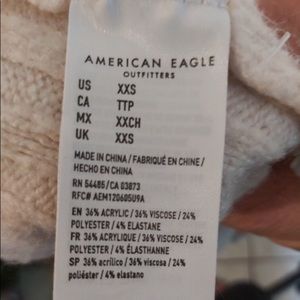 AMERICAN EAGLE
OUTFITTERS
US XXS
CA TTP
MX XXCH
UK XXS
MADE IN CHINA / FABRIQUÉ EN CHINE /
HECHO EN CHINA
RN 54485/CA 03873
RFC# AEM120605U9A
EN 36% ACRYLIC / 36% VISCOSE / 24%
POLYESTER / 4% ELASTANE
FR 36% ACRYLIQUE / 36% VISCOSE / 24%
POLYESTER / 4% ÉLASTHANNE
SP 36% acrílico / 36% viscosa / 24%
poliéster / 4% elastano